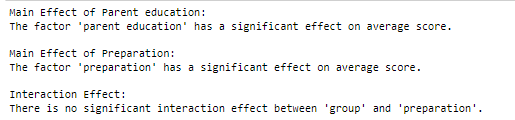 Main Effect of Parent education:
The factor 'parent education' has a significant effect on average score.
Main Effect of Preparation:
The factor 'preparation' has a significant effect on average score.
Interaction Effect:
There is no significant interaction effect between 'group' and 'preparation'.